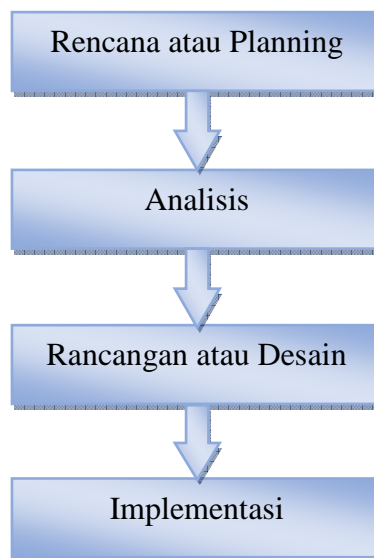 Rencana atau Planning
Analisis
Rancangan atau Desain
Implementasi